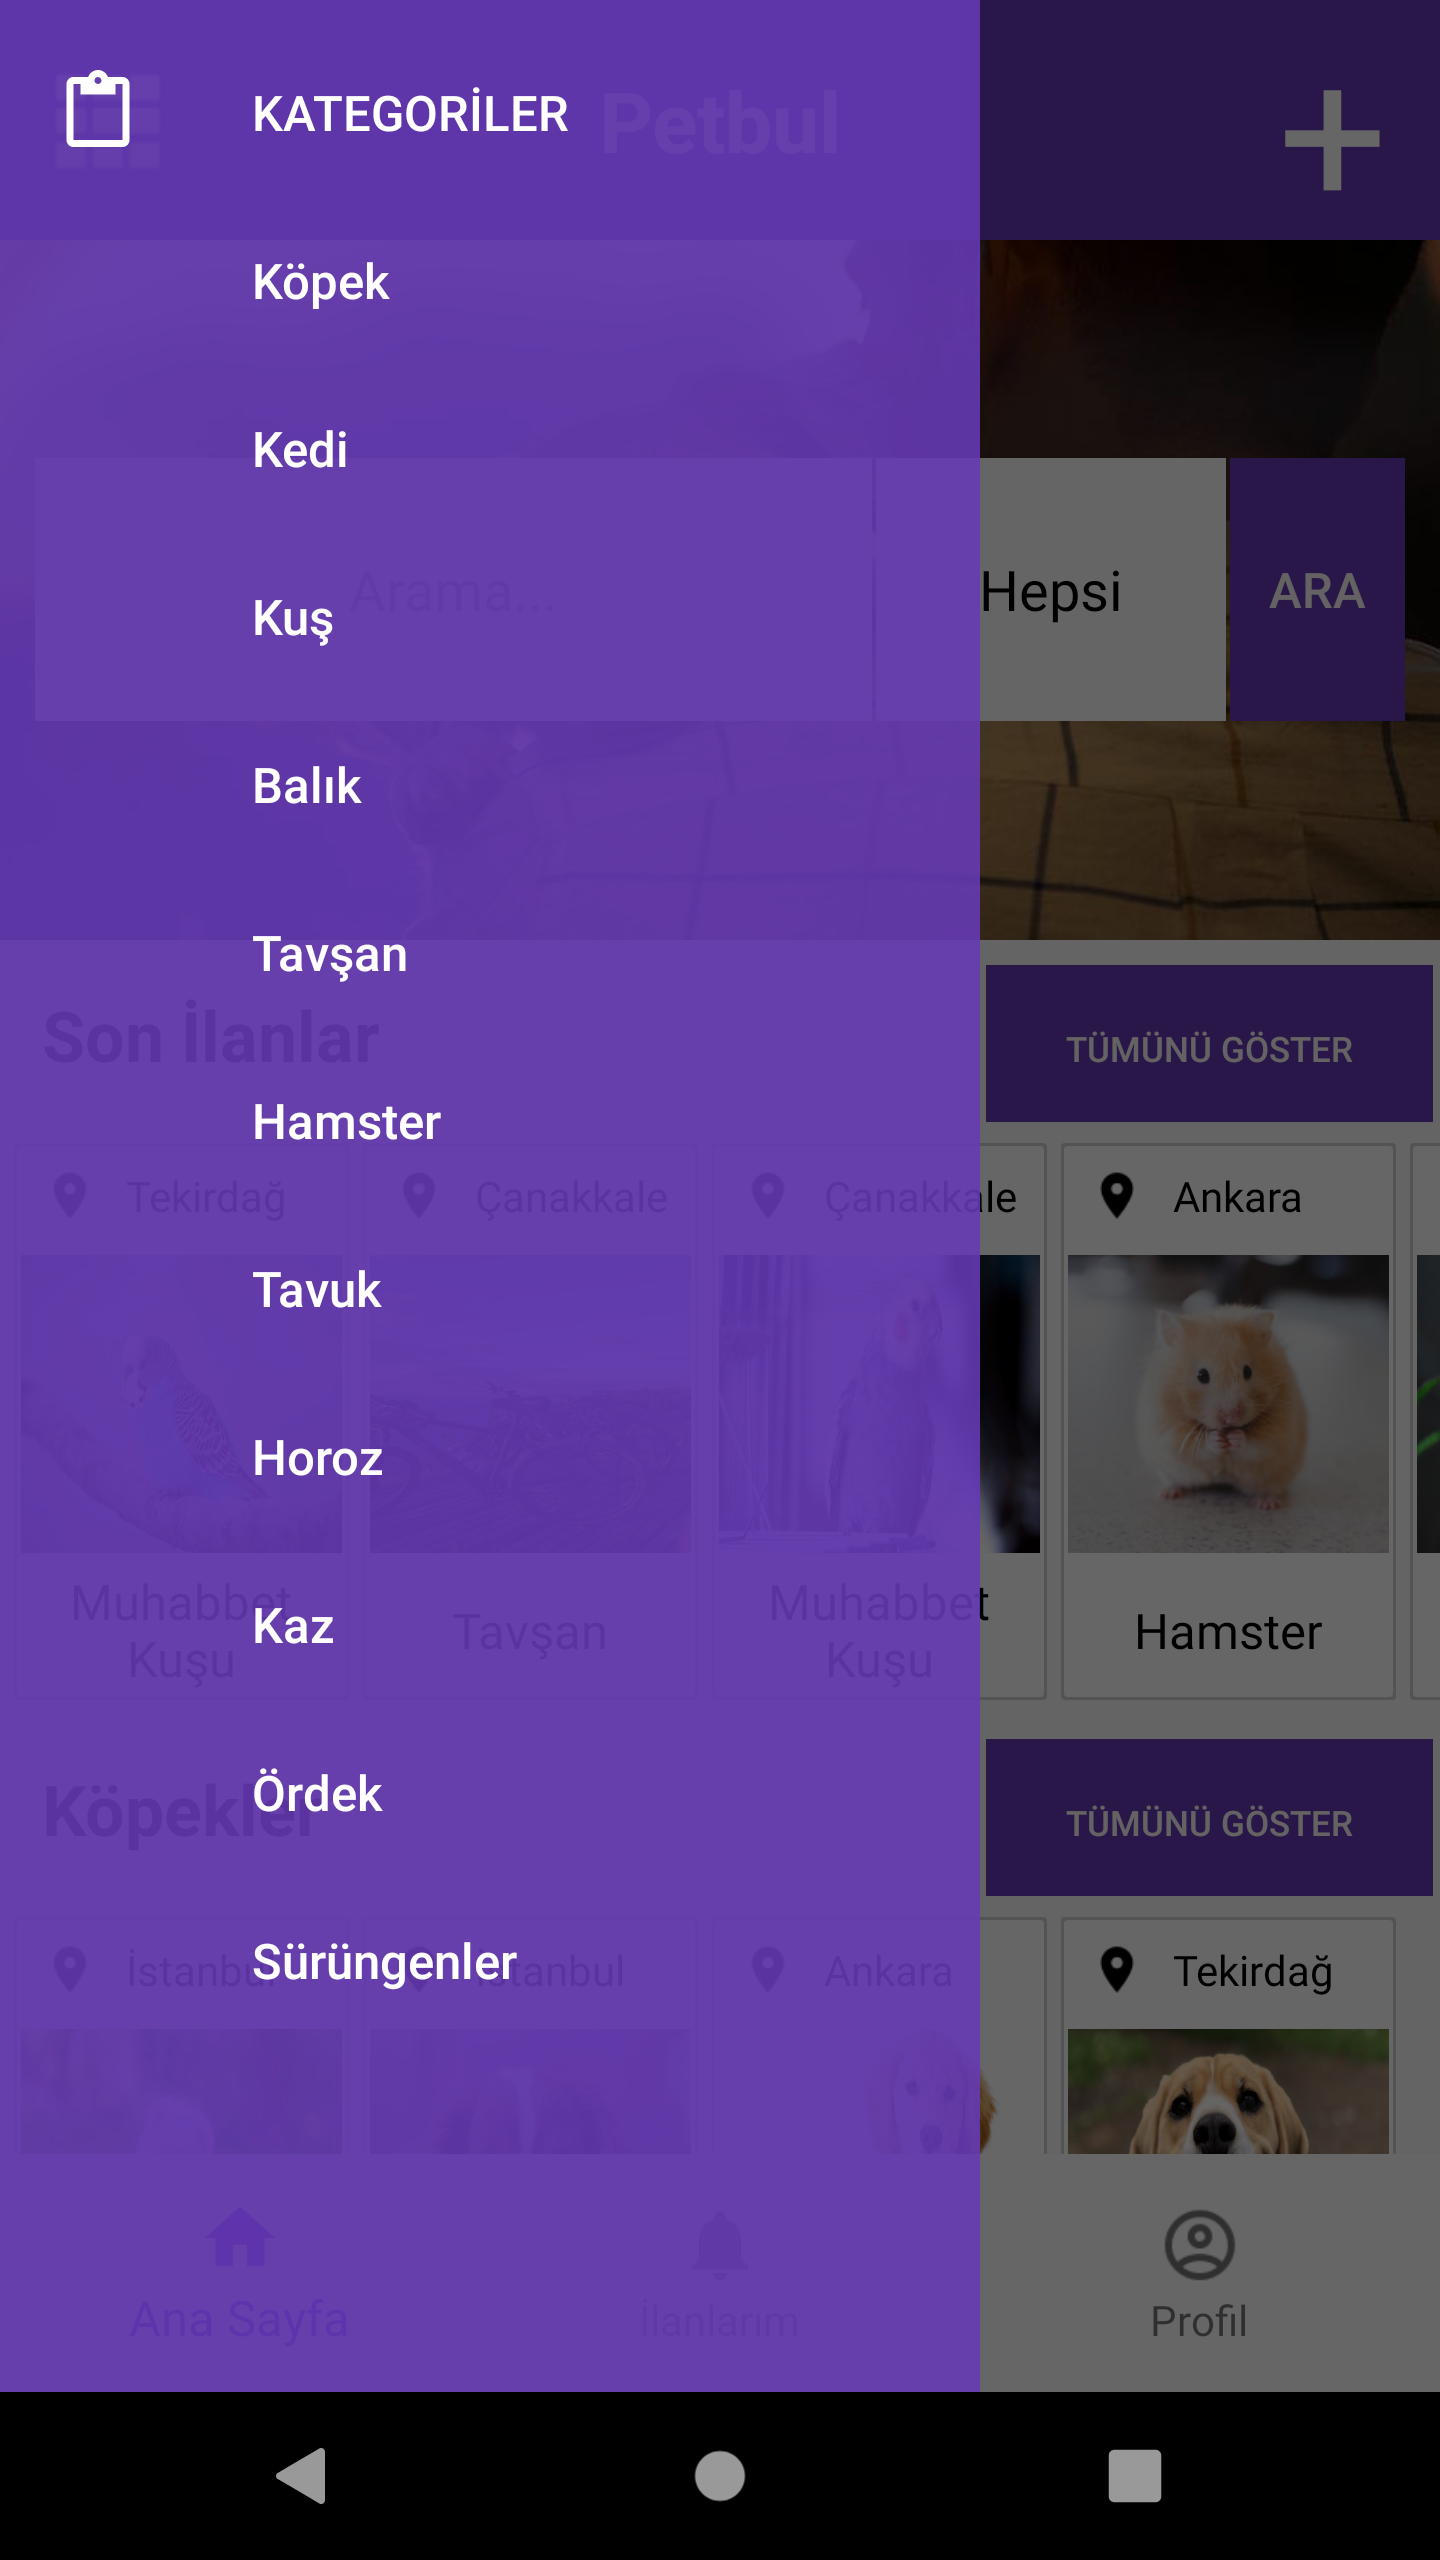 KATEGORİLER
Petbul
Köpek
Kedi
Arama...
Hepsi
ARA
Kuş
Balık
Tavşan
Son İlanlar
TÜMÜNÜ GÖSTER
Hamster
Tekirdağ
Çanakkale
Çanakkale
Ankara
Tavuk
Horoz
Muhabbet
Kuşu
Tavşan
Muhabbet
Kuşu
Hamster
Kaz
Köpekler
TÜMÜNÜ GÖSTER
Ördek
Sürüngenler
İstanbul
Ankara
Tekirdağ
Ana Sayfa
İlanlarım
Profil